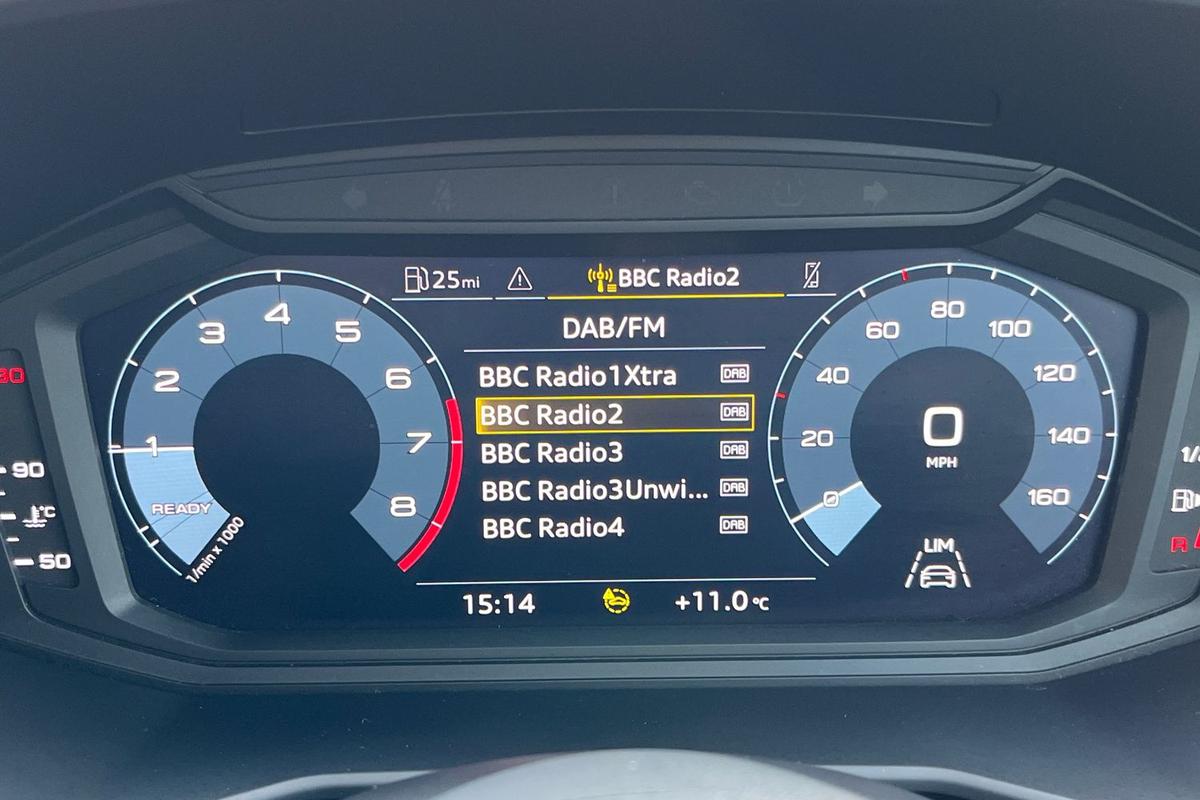 25mi
BBC Radio2
DAB/FM
BBC Radio1Xtra DAB
BBC Radio2 DAB
BBC Radio3 DAB
BBC Radio3Unwi... DAB
BBC Radio4 DAB
15:14
+11.0°C
1
2
3
4
5
6
7
8
READY
1/min x 1000
0
20
40
60
80
100
120
140
160
0
MPH
LIM
90
°C
50
R